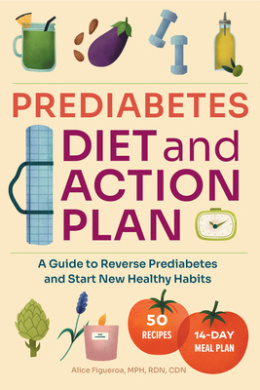 PREDIABETES
DIET and
ACTION
PLAN
A Guide to Reverse Prediabetes
and Start New Healthy Habits
50
RECIPES
14-DAY
MEAL PLAN
Alice Figueroa, MPH, RDN, CDN